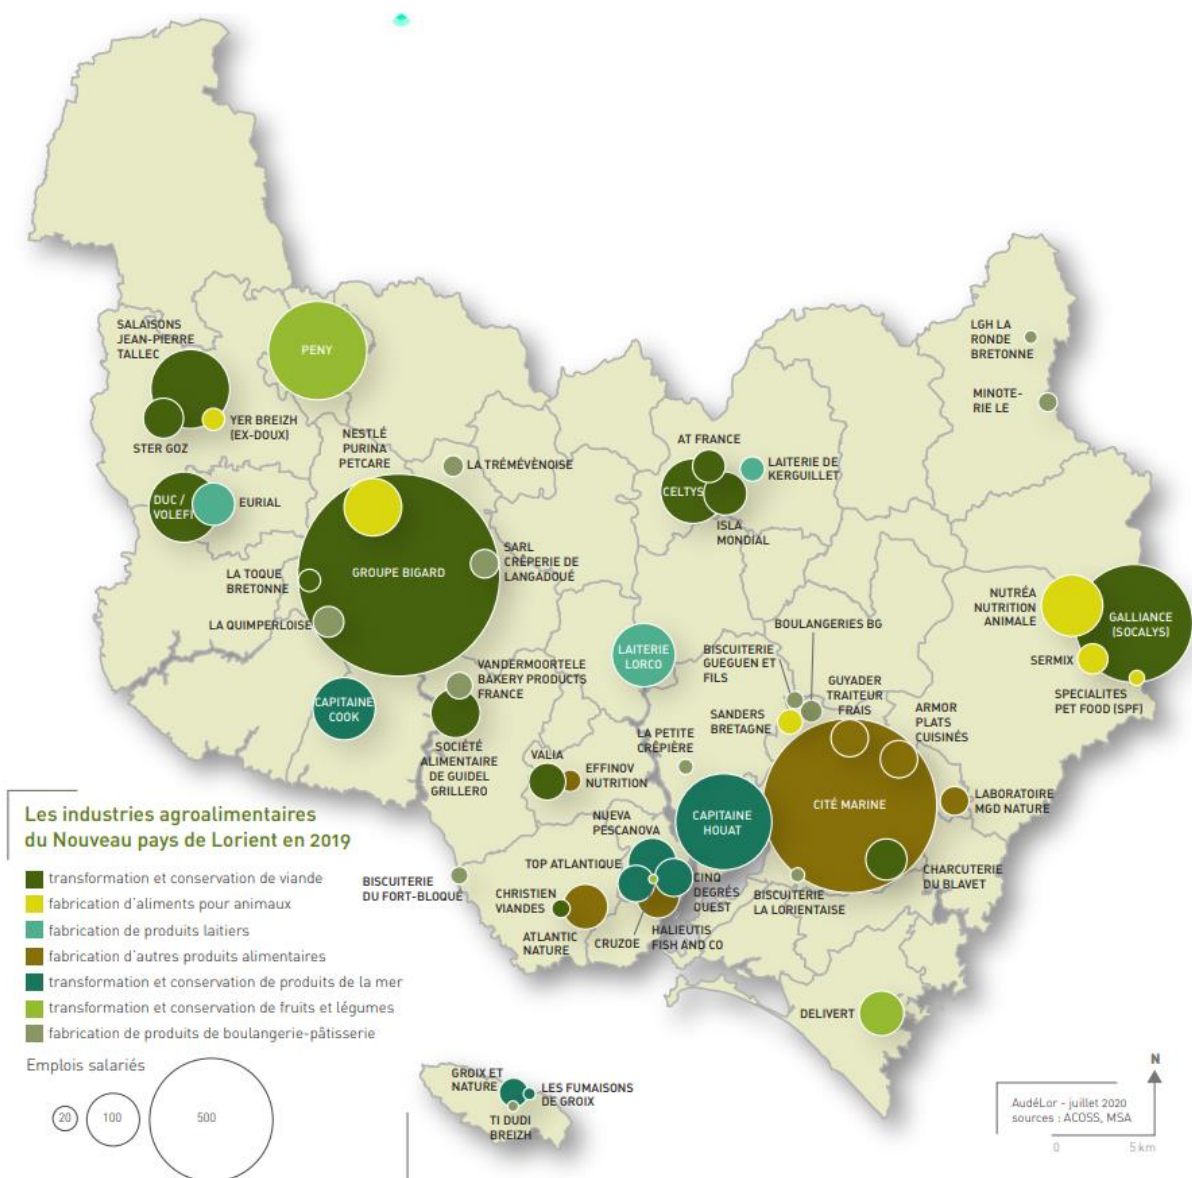 SALAISONS
JEAN-PIERRE
TALLEC
PENY
LGH LA
RONDE
BRETONNE
MINOTE-
RIE LE
YER BREIZH
(EX-DOUX)
STER GOZ
NESTLÉ
PURINA
PETCARE
LA TRÉMÉVÈNOISE
AT FRANCE
LAITERIE DE
KERGUILLET
CELTYS
ISLA
MONDIAL
DUC /
VOLEFI
EURIAL
GROUPE BIGARD
SARL
CRÊPERIE DE
LANGADOUÉ
LA TOQUE
BRETONNE
LA QUIMPERLOISE
NUTRÉA
NUTRITION
ANIMALE
GALLIANCE
(SOCALYS)
SERMIX
SPECIALITES
PET FOOD (SPF)
BOULANGERIES BG
BISCUITERIE
GUEGUEN ET
FILS
LAITERIE
LORCO
VANDERMOORTELE
BAKERY PRODUCTS
FRANCE
GUYADER
TRAITEUR
FRAIS
ARMOR
PLATS
CUISINÉS
CAPITAINE
COOK
SANDERS
BRETAGNE
LA PETITE
CRÊPIÈRE
SOCIÉTÉ
ALIMENTAIRE
DE GUIDEL
GRILLERO
VALIA
EFFINOV
NUTRITION
CITÉ MARINE
LABORATOIRE
MGD NATURE
NUEVA
PESCANOVA
CAPITAINE
HOUAT
TOP ATLANTIQUE
CINQ
DEGRÉS
OUEST
CHARCUTERIE
DU BLAVET
BISCUITERIE
DU FORT-BLOQUÉ
CHRISTIEN
VIANDES
BISCUITERIE
LA LORIENTAISE
ATLANTIC
NATURE
CRUZOE
HALIEUTIS
FISH AND CO
DELIVERT
Les industries agroalimentaires
du Nouveau pays de Lorient en 2019
transformation et conservation de viande
fabrication d'aliments pour animaux
fabrication de produits laitiers
fabrication d'autres produits alimentaires
transformation et conservation de produits de la mer
transformation et conservation de fruits et légumes
fabrication de produits de boulangerie-pâtisserie
Emplois salariés
20
100
500
GROIX ET
NATURE
LES FUMAISONS
DE GROIX
TI DUDI
BREIZH
AudéLor - juillet 2020
sources : ACOSS, MSA
N
0
5 km